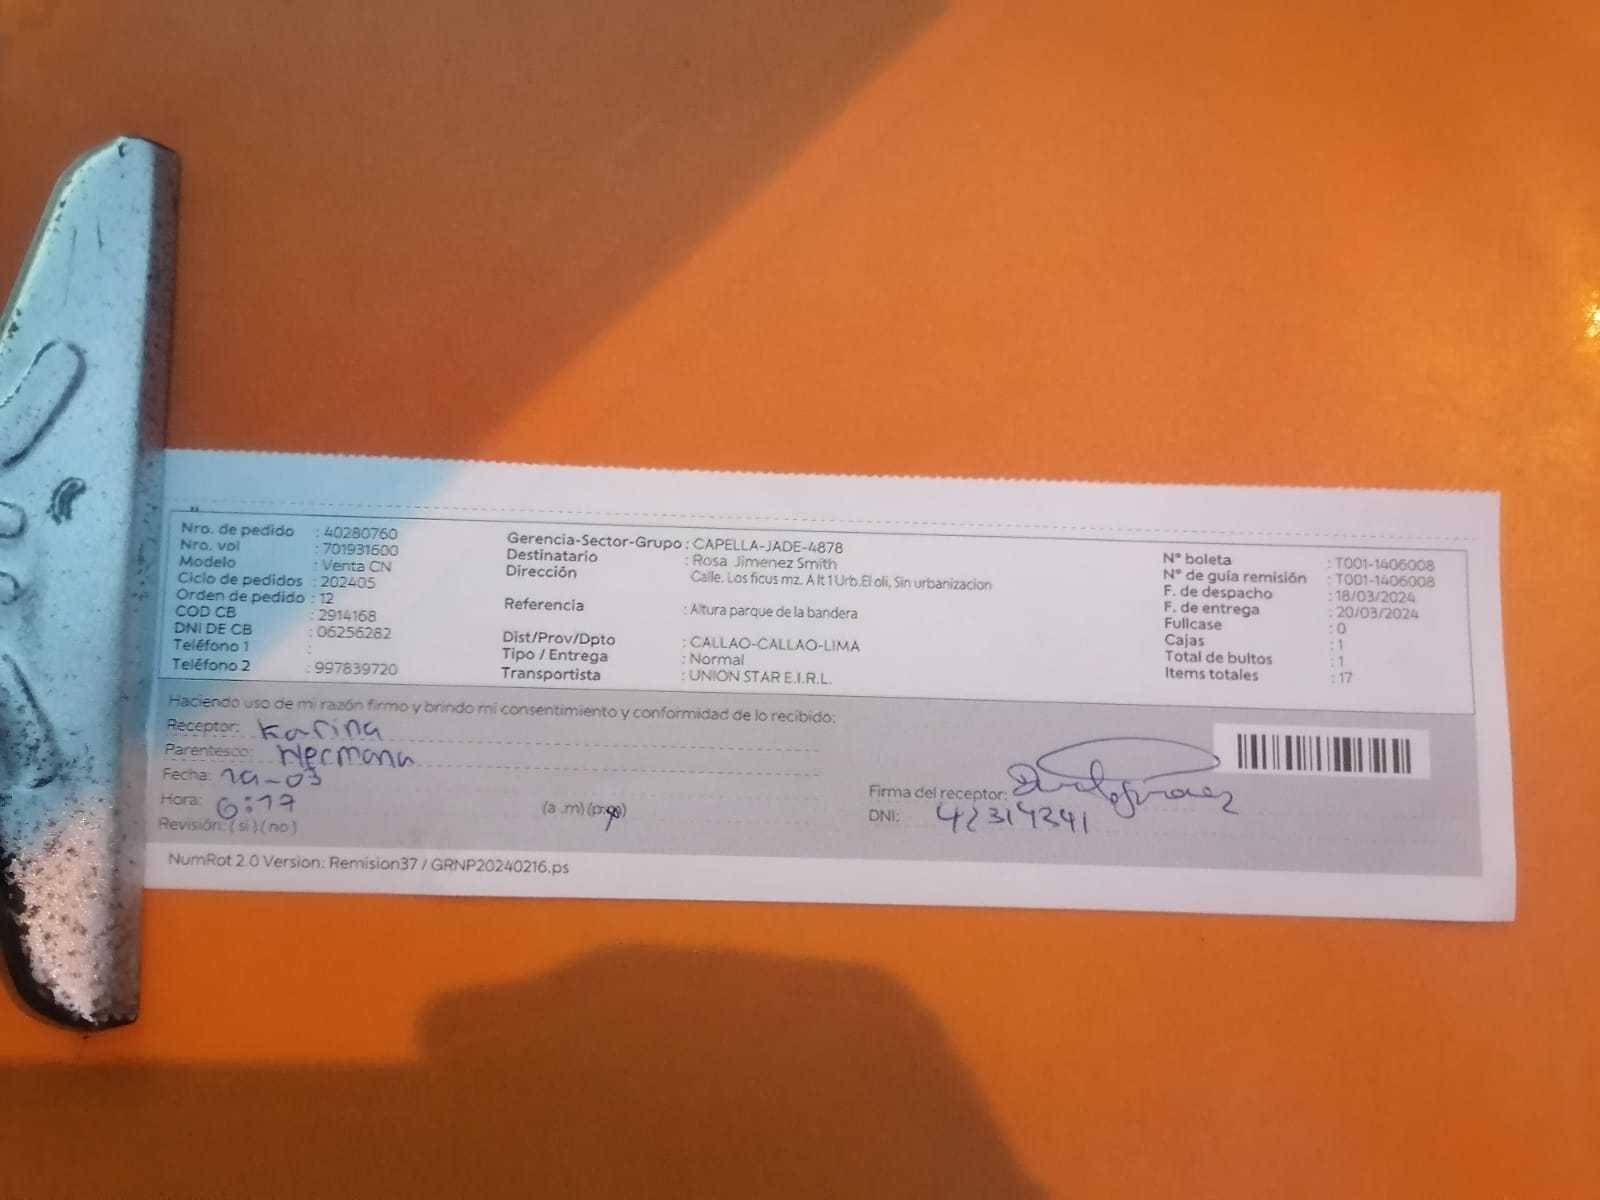 Nro. de pedido : 40280760
Nro. vol : 701931600
Modelo : Venta CN
Ciclo de pedidos : 202405
Orden de pedido : 12
COD CB : 2914168
DNI DE CB : 06256282
Teléfono 1 :
Teléfono 2 : 997839720
Gerencia-Sector-Grupo : CAPELLA-JADE-4878
Destinatario : Rosa Jimenez Smith
Dirección Calle. Los ficus mz. A lt 1 Urb.El oli, Sin urbanizacion
Referencia : Altura parque de la bandera
Dist/Prov/Dpto : CALLAO-CALLAO-LIMA
Tipo / Entrega : Normal
Transportista : UNION STAR E.I.R.L.
N° boleta : T001-1406008
N° de guía remisión : T001-1406008
F. de despacho : 18/03/2024
F. de entrega : 20/03/2024
Fullcase : 0
Cajas : 1
Total de bultos : 1
Items totales : 17
Haciendo uso de mi razón firmo y brindo mi consentimiento y conformidad de lo recibido:
Receptor: Karina
Parentesco: Hermana
Fecha: 19-03
Hora: 6:17 (a .m) (p.m)
Revisión: ( si ) ( no )
Firma del receptor:
DNI: 42314341
NumRot 2.0 Version: Remision37 / GRNP20240216.ps